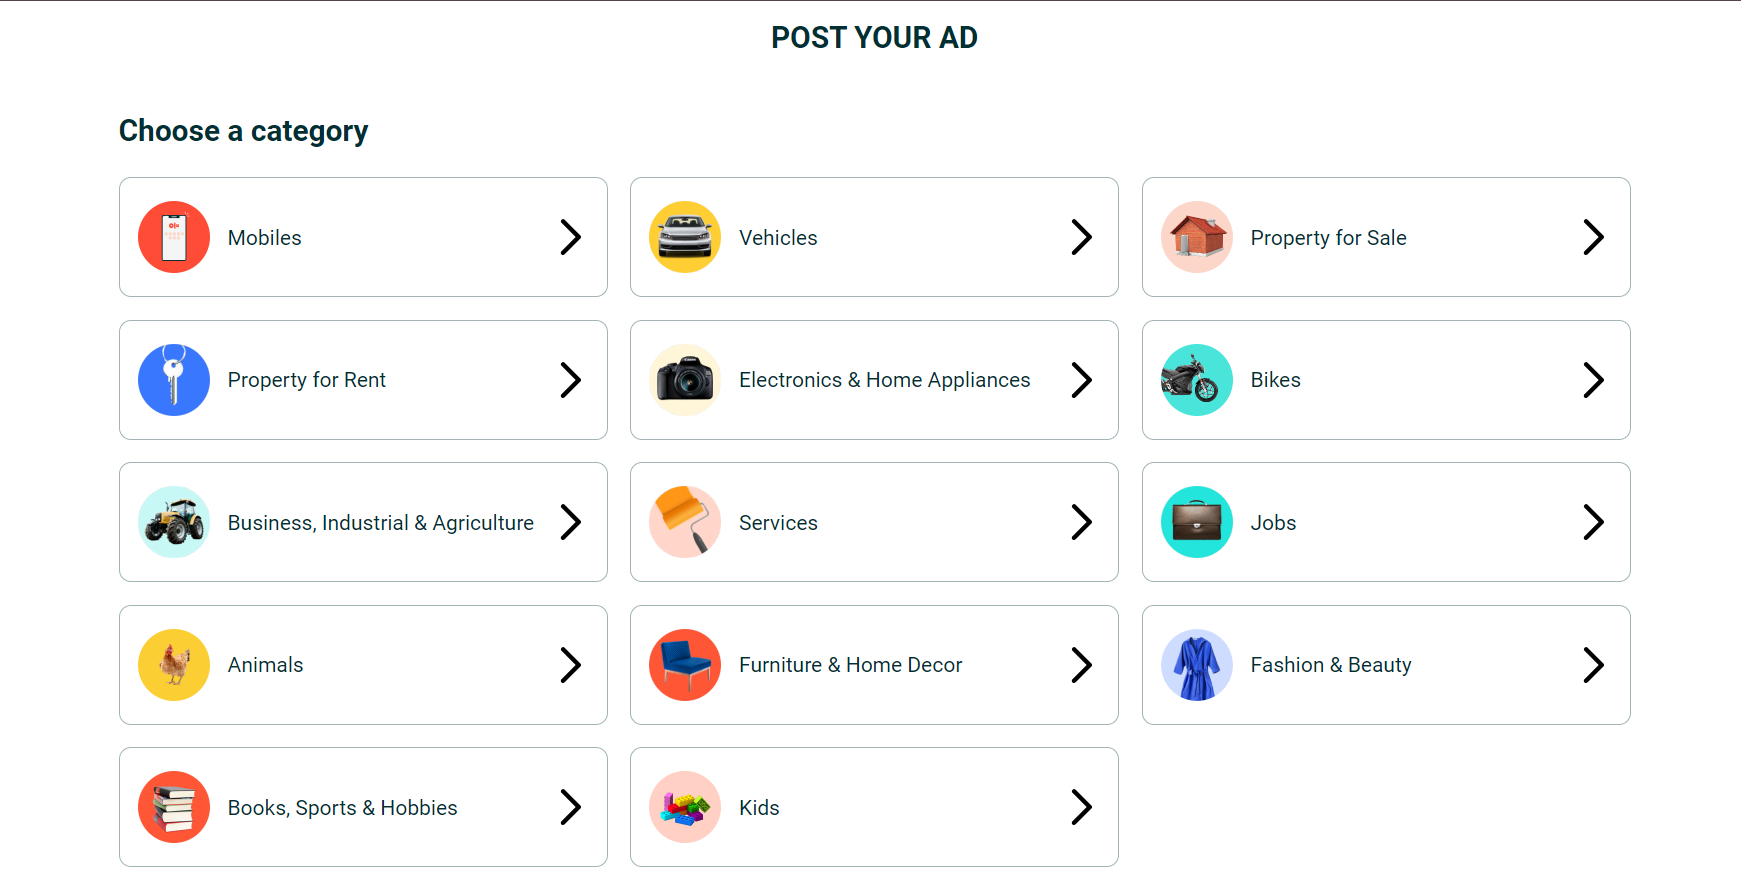 POST YOUR AD
Choose a category
Mobiles
Vehicles
Property for Sale
Property for Rent
Electronics & Home Appliances
Bikes
Business, Industrial & Agriculture
Services
Jobs
Animals
Furniture & Home Decor
Fashion & Beauty
Books, Sports & Hobbies
Kids